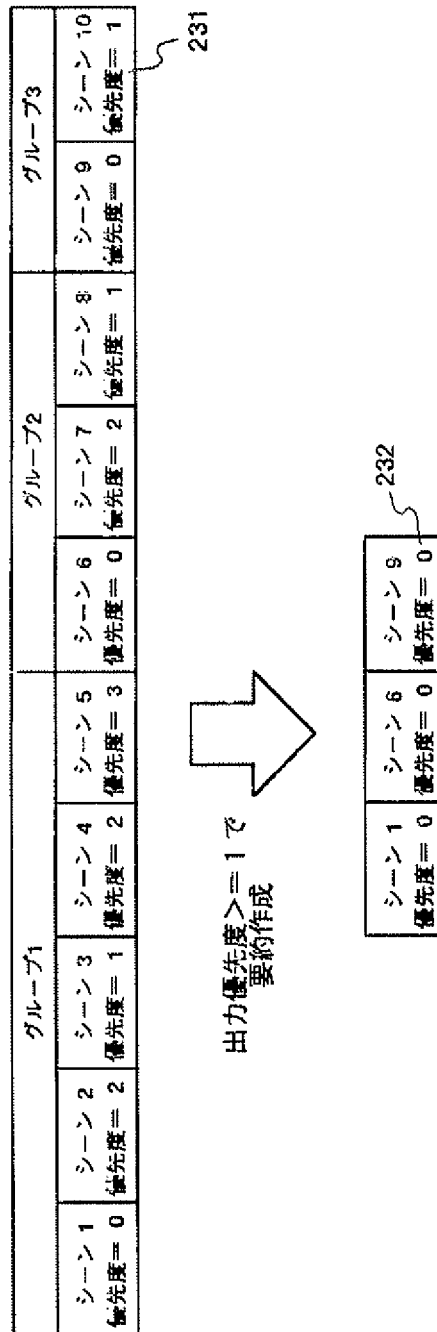 グループ1
グループ2
グループ3
シーン 1
優先度= 0
シーン 2
優先度= 2
シーン 3
優先度= 1
シーン 4
優先度= 2
シーン 5
優先度= 3
シーン 6
優先度= 0
シーン 7
優先度= 2
シーン 8
優先度= 1
シーン 9
優先度= 0
シーン 10
優先度= 1
231
出力優先度>=1で
要約作成
シーン 1
優先度= 0
シーン 6
優先度= 0
シーン 9
優先度= 0
232